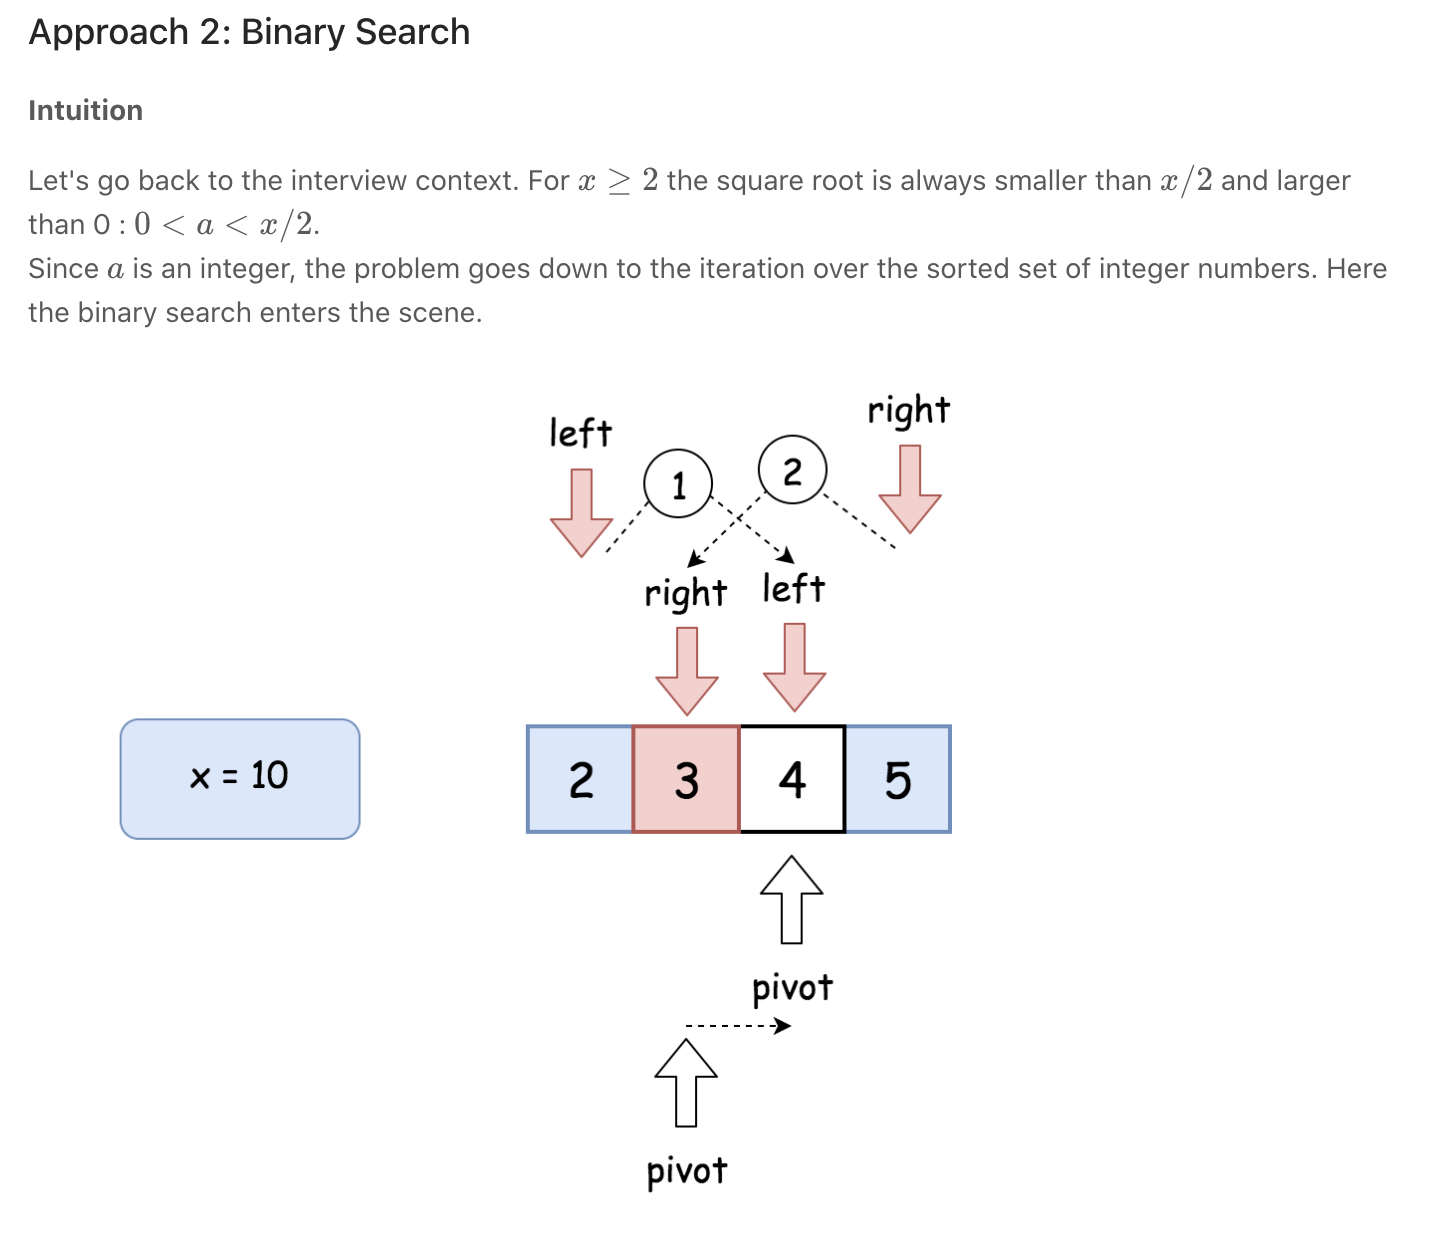 Approach 2: Binary Search
Intuition
Let's go back to the interview context. For x ≥ 2 the square root is always smaller than x/2 and larger
than 0 : 0 < a < x/2.
Since a is an integer, the problem goes down to the iteration over the sorted set of integer numbers. Here
the binary search enters the scene.
right
left
1 2
right left
x = 10 2 3 4 5
pivot
pivot